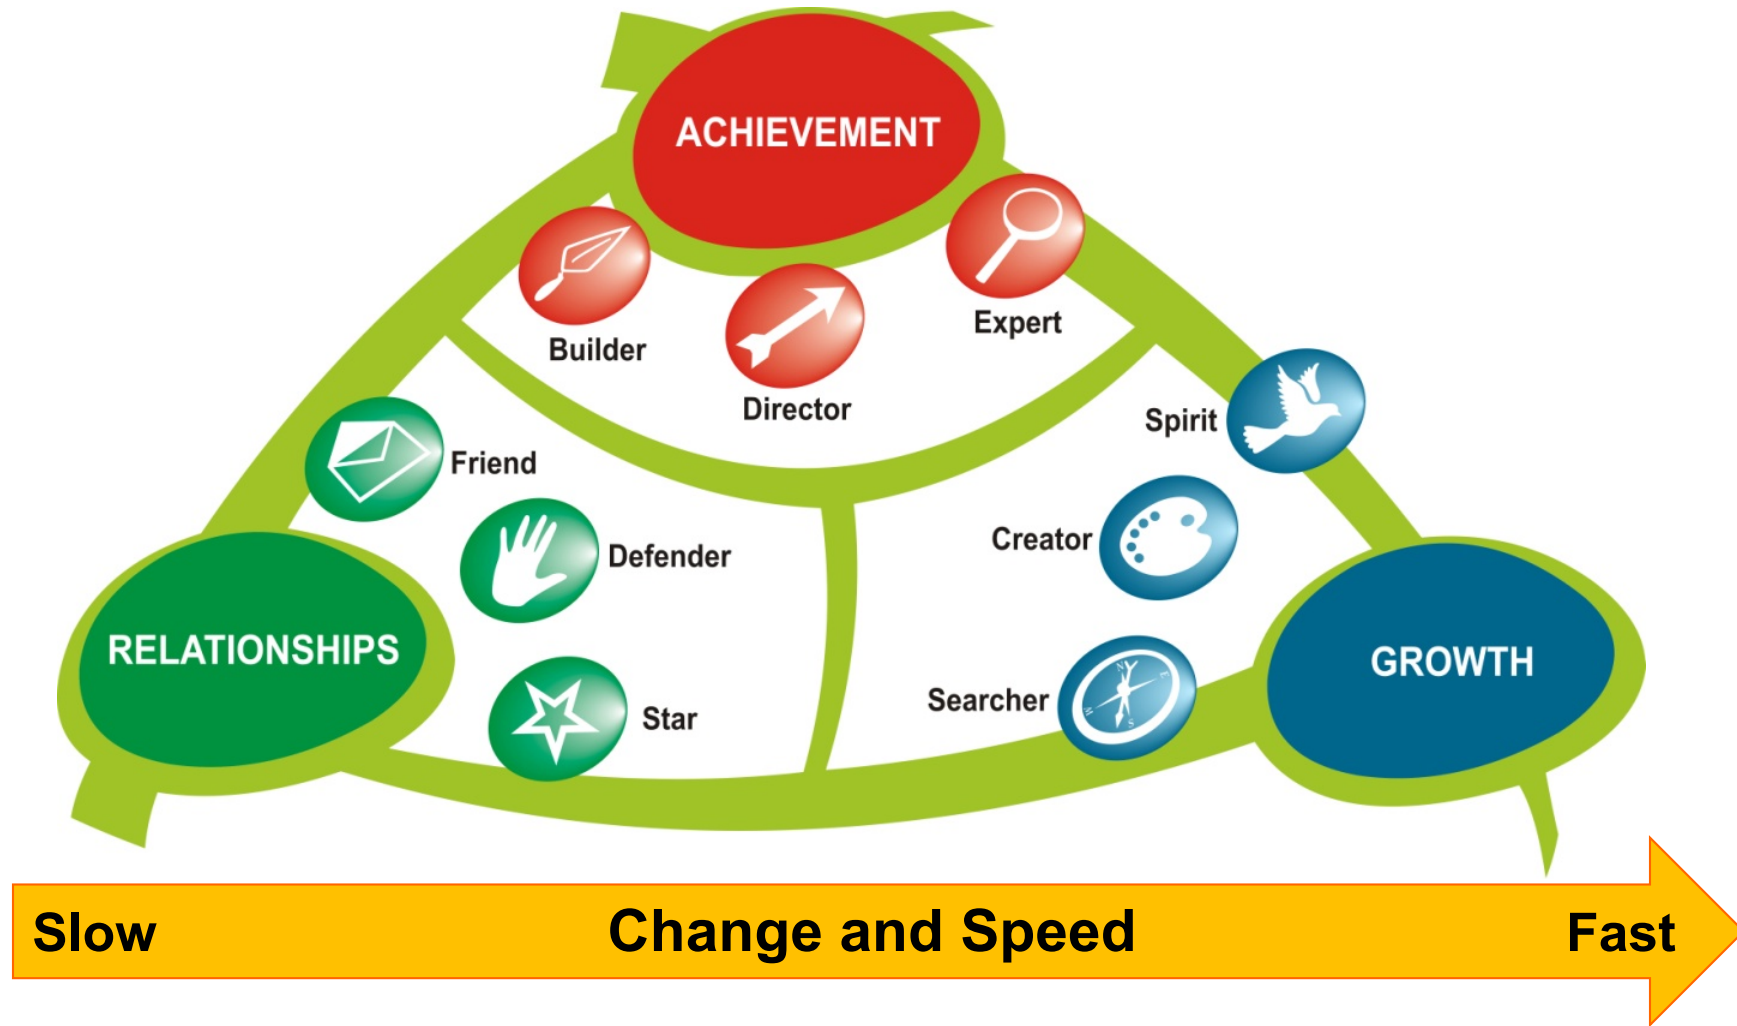 ACHIEVEMENT
Builder
Director
Expert
Friend
Defender
Star
RELATIONSHIPS
Spirit
Creator
Searcher
N
E
S
W
GROWTH
Slow
Change and Speed
Fast